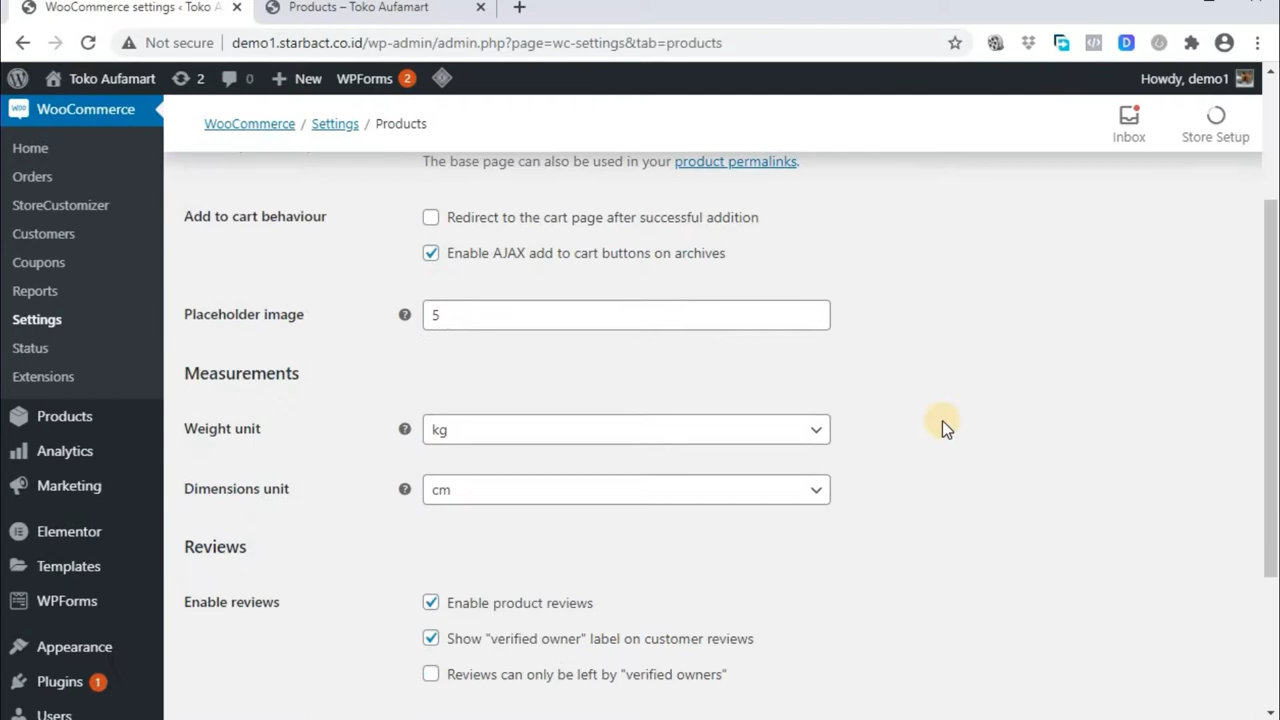 WooCommerce settings ‹ Toko A
Products – Toko Aufamart
Not secure
demo1.starbact.co.id/wp-admin/admin.php?page=wc-settings&tab=products
Toko Aufamart
2
0
New
WPForms 2
Howdy, demo1
WooCommerce
WooCommerce / Settings / Products
Inbox
Store Setup
Home
Orders
StoreCustomizer
Customers
Coupons
Reports
Settings
Status
Extensions
Products
Analytics
Marketing
Elementor
Templates
WPForms
Appearance
Plugins 1
Users
The base page can also be used in your product permalinks.
Add to cart behaviour
Redirect to the cart page after successful addition
Enable AJAX add to cart buttons on archives
Placeholder image
5
Measurements
Weight unit
kg
Dimensions unit
cm
Reviews
Enable reviews
Enable product reviews
Show "verified owner" label on customer reviews
Reviews can only be left by "verified owners"